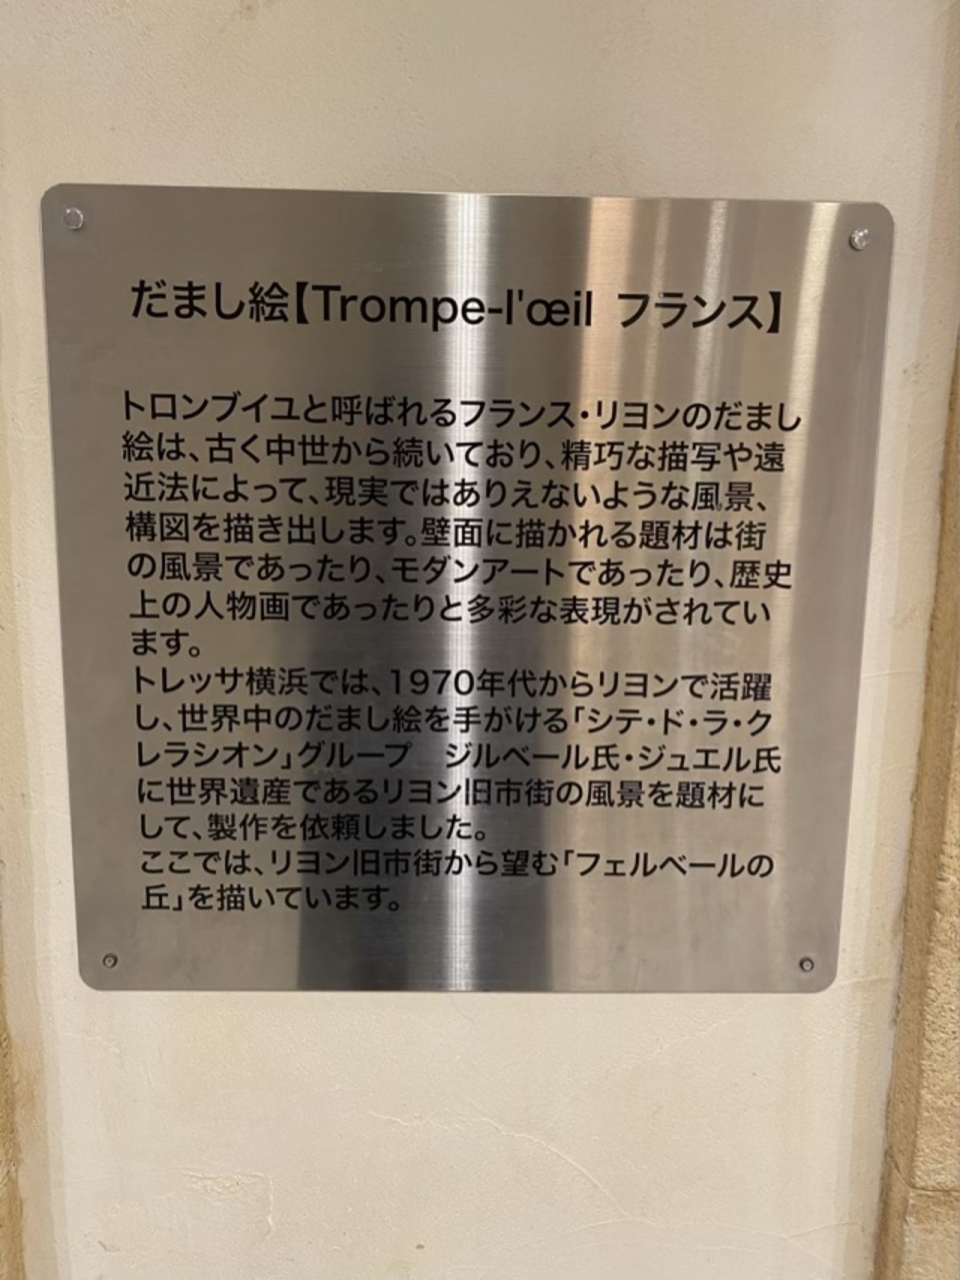 だまし絵【Trompe-l'œil フランス】
トロンブイユと呼ばれるフランス・リヨンのだまし
絵は、古く中世から続いており、精巧な描写や遠
近法によって、現実ではありえないような風景、
構図を描き出します。壁面に描かれる題材は街
の風景であったり、モダンアートであったり、歴史
上の人物画であったりと多彩な表現がされてい
ます。
トレッサ横浜では、1970年代からリヨンで活躍
し、世界中のだまし絵を手がける「シテ・ド・ラ・ク
レラシオン」グループ　ジルベール氏・ジュエル氏
に世界遺産であるリヨン旧市街の風景を題材に
して、製作を依頼しました。
ここでは、リヨン旧市街から望む「フェルベールの
丘」を描いています。